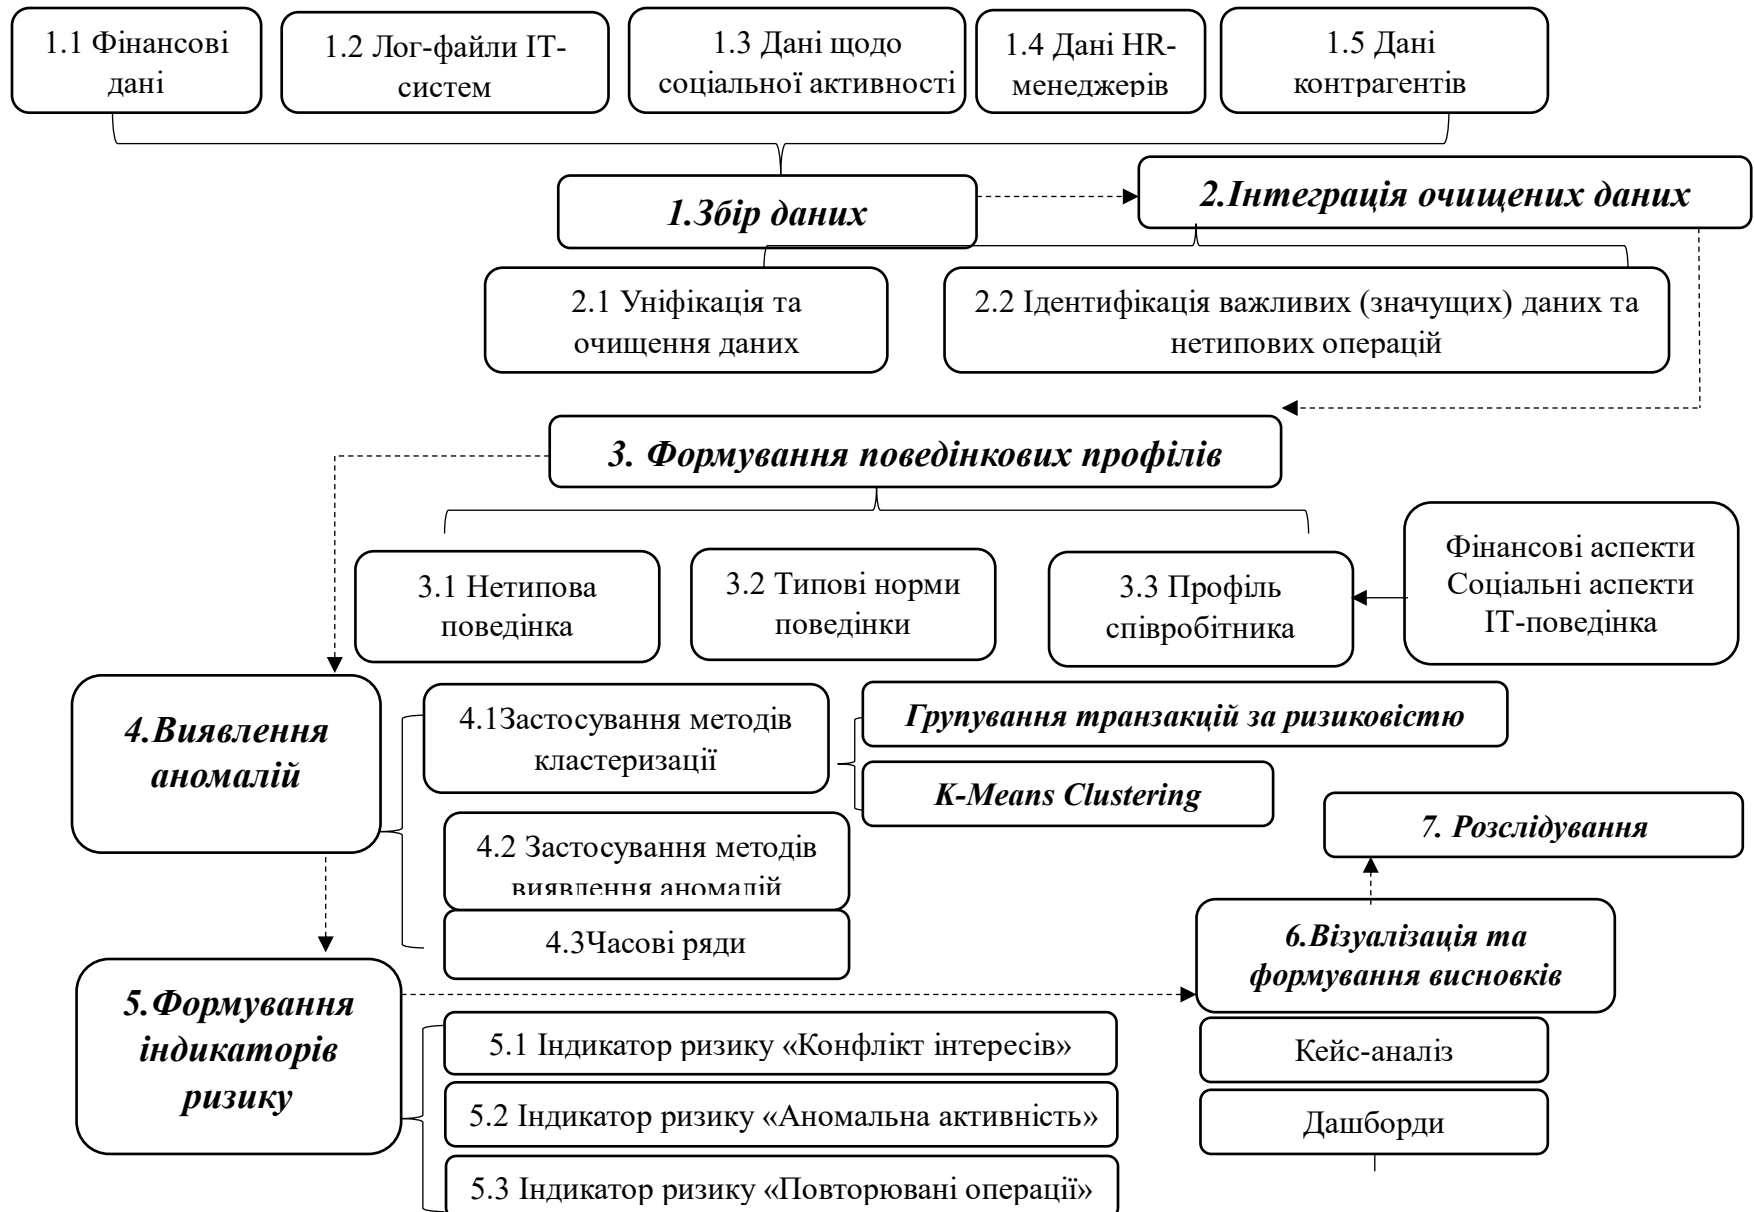 1.1 Фінансові
дані
1.2 Лог-файли ІТ-
систем
1.3 Дані щодо
соціальної активності
1.4 Дані HR-
менеджерів
1.5 Дані
контрагентів
1.Збір даних
2.Інтеграція очищених даних
2.1 Уніфікація та
очищення даних
2.2 Ідентифікація важливих (значущих) даних та
нетипових операцій
3. Формування поведінкових профілів
3.1 Нетипова
поведінка
3.2 Типові норми
поведінки
3.3 Профіль
співробітника
Фінансові аспекти
Соціальні аспекти
ІТ-поведінка
4.Виявлення
аномалій
4.1Застосування методів
кластеризації
Групування транзакцій за ризиковістю
K-Means Clustering
4.2 Застосування методів
виявлення аномалій
4.3Часові ряди
7. Розслідування
6.Візуалізація та
формування висновків
Кейс-аналіз
Дашборди
5.Формування
індикаторів
ризику
5.1 Індикатор ризику «Конфлікт інтересів»
5.2 Індикатор ризику «Аномальна активність»
5.3 Індикатор ризику «Повторювані операції»